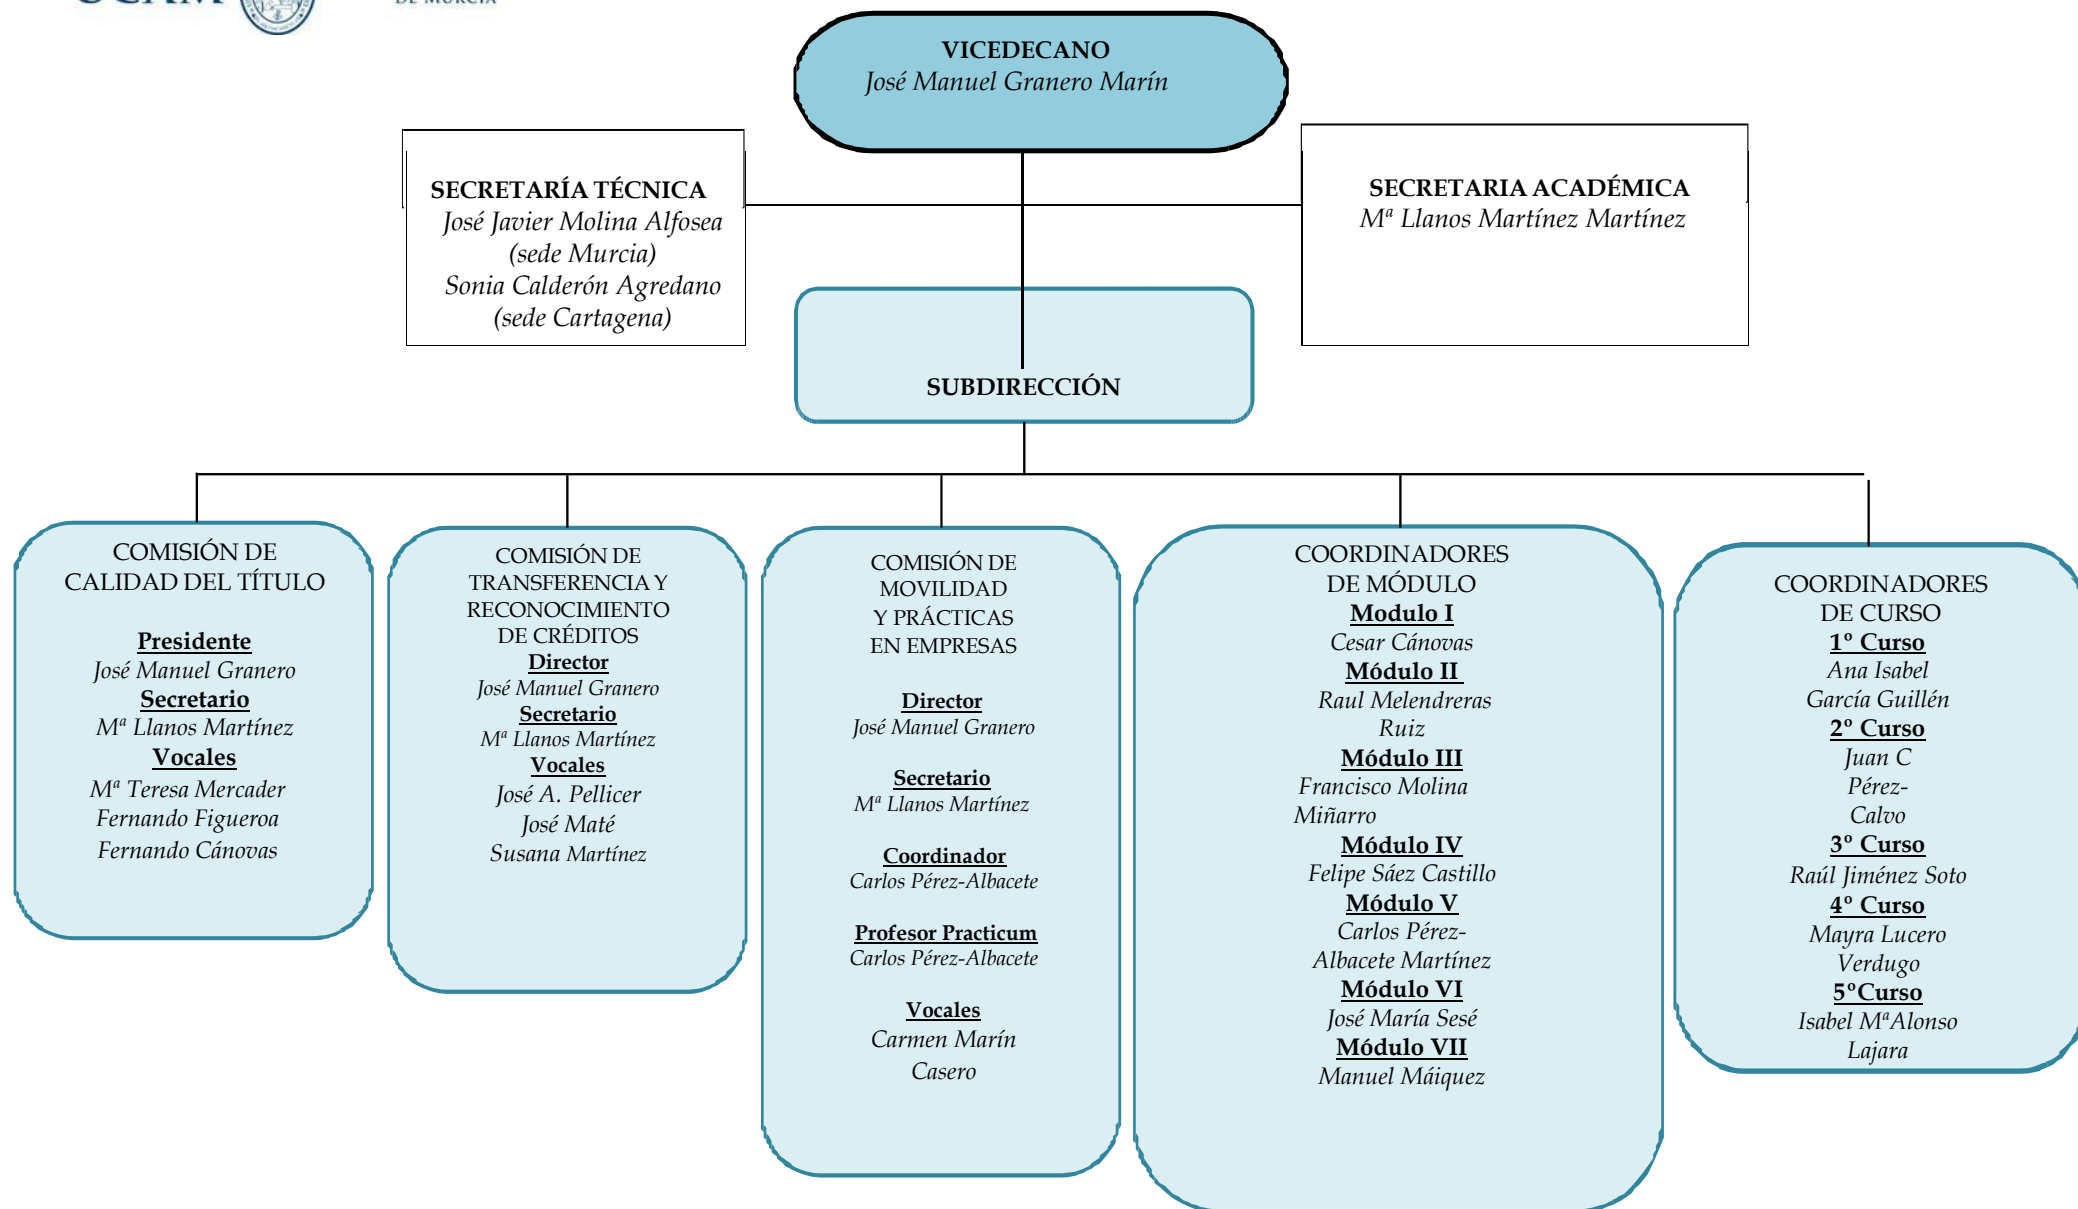 DE MURCIA
VICEDECANO
José Manuel Granero Marín
SECRETARÍA TÉCNICA
José Javier Molina Alfosea
(sede Murcia)
Sonia Calderón Agredano
(sede Cartagena)
SECRETARIA ACADÉMICA
Mª Llanos Martínez Martínez
SUBDIRECCIÓN
COMISIÓN DE
CALIDAD DEL TÍTULO
Presidente
José Manuel Granero
Secretario
Mª Llanos Martínez
Vocales
Mª Teresa Mercader
Fernando Figueroa
Fernando Cánovas
COMISIÓN DE
TRANSFERENCIA Y
RECONOCIMIENTO
DE CRÉDITOS
Director
José Manuel Granero
Secretario
Mª Llanos Martínez
Vocales
José A. Pellicer
José Maté
Susana Martínez
COMISIÓN DE
MOVILIDAD
Y PRÁCTICAS
EN EMPRESAS
Director
José Manuel Granero
Secretario
Mª Llanos Martínez
Coordinador
Carlos Pérez-Albacete
Profesor Practicum
Carlos Pérez-Albacete
Vocales
Carmen Marín
Casero
COORDINADORES
DE MÓDULO
Modulo I
Cesar Cánovas
Módulo II
Raul Melendreras
Ruiz
Módulo III
Francisco Molina
Miñarro
Módulo IV
Felipe Sáez Castillo
Módulo V
Carlos Pérez-
Albacete Martínez
Módulo VI
José María Sesé
Módulo VII
Manuel Máiquez
COORDINADORES
DE CURSO
1º Curso
Ana Isabel
García Guillén
2º Curso
Juan C
Pérez-
Calvo
3º Curso
Raúl Jiménez Soto
4º Curso
Mayra Lucero
Verdugo
5ºCurso
Isabel MªAlonso
Lajara